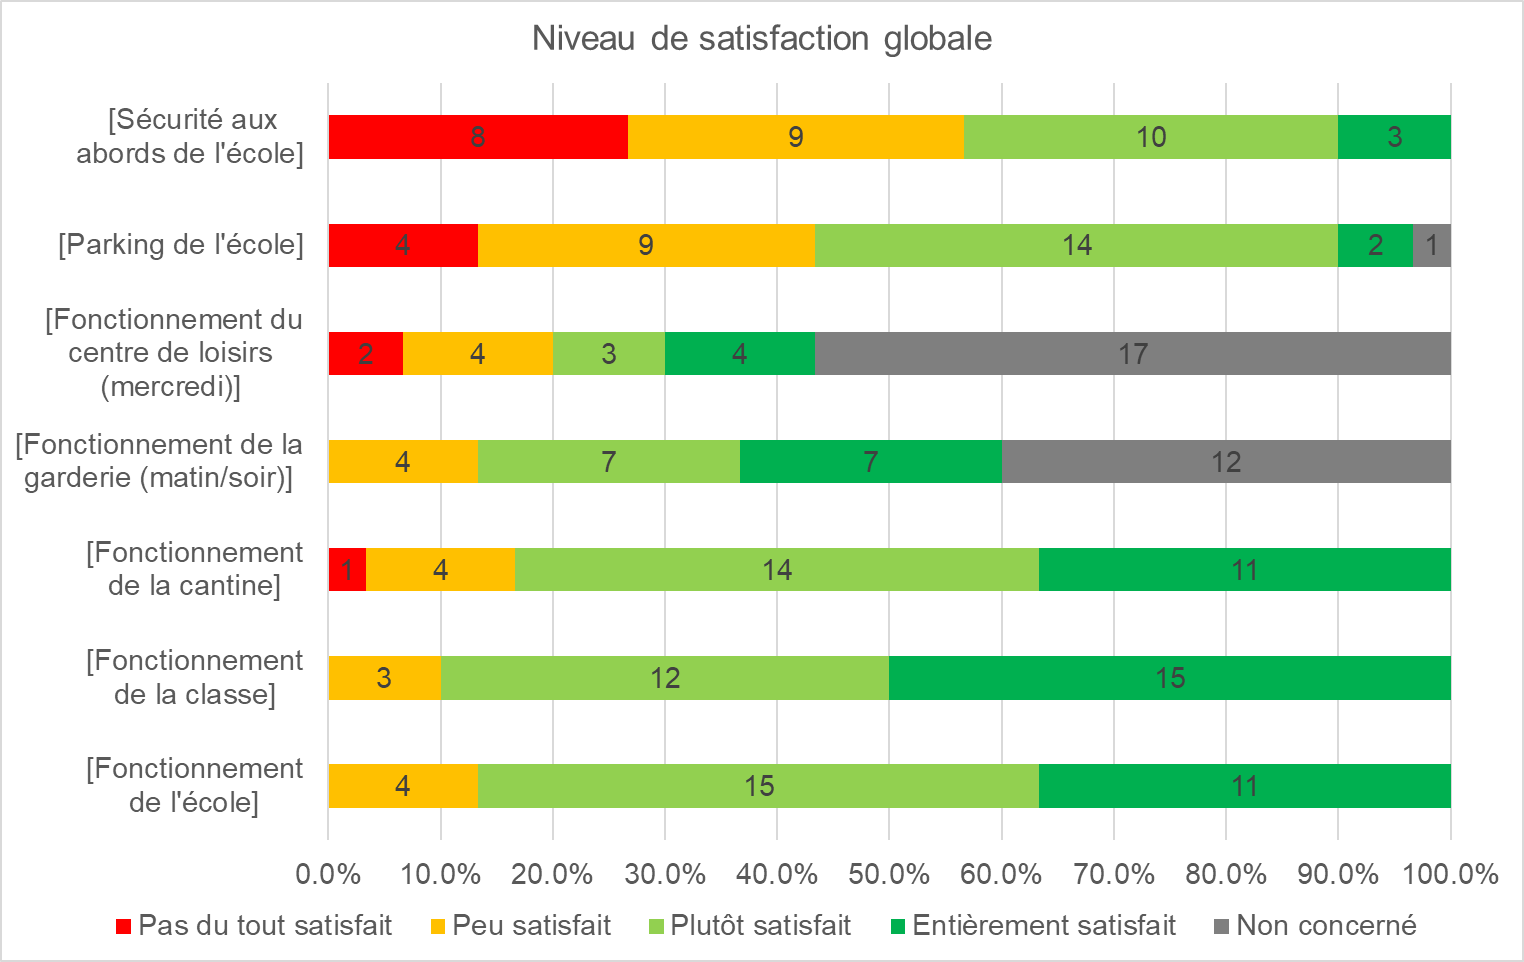 Niveau de satisfaction globale
[Sécurité aux
abords de l'école]
8 9 10 3
[Parking de l'école]
4 9 14 2 1
[Fonctionnement du
centre de loisirs
(mercredi)]
2 4 3 4 17
[Fonctionnement de la
garderie (matin/soir)]
4 7 7 12
[Fonctionnement
de la cantine]
1 4 14 11
[Fonctionnement
de la classe]
3 12 15
[Fonctionnement
de l'école]
4 15 11
0.0% 10.0% 20.0% 30.0% 40.0% 50.0% 60.0% 70.0% 80.0% 90.0% 100.0%
Pas du tout satisfait Peu satisfait Plutôt satisfait Entièrement satisfait Non concerné